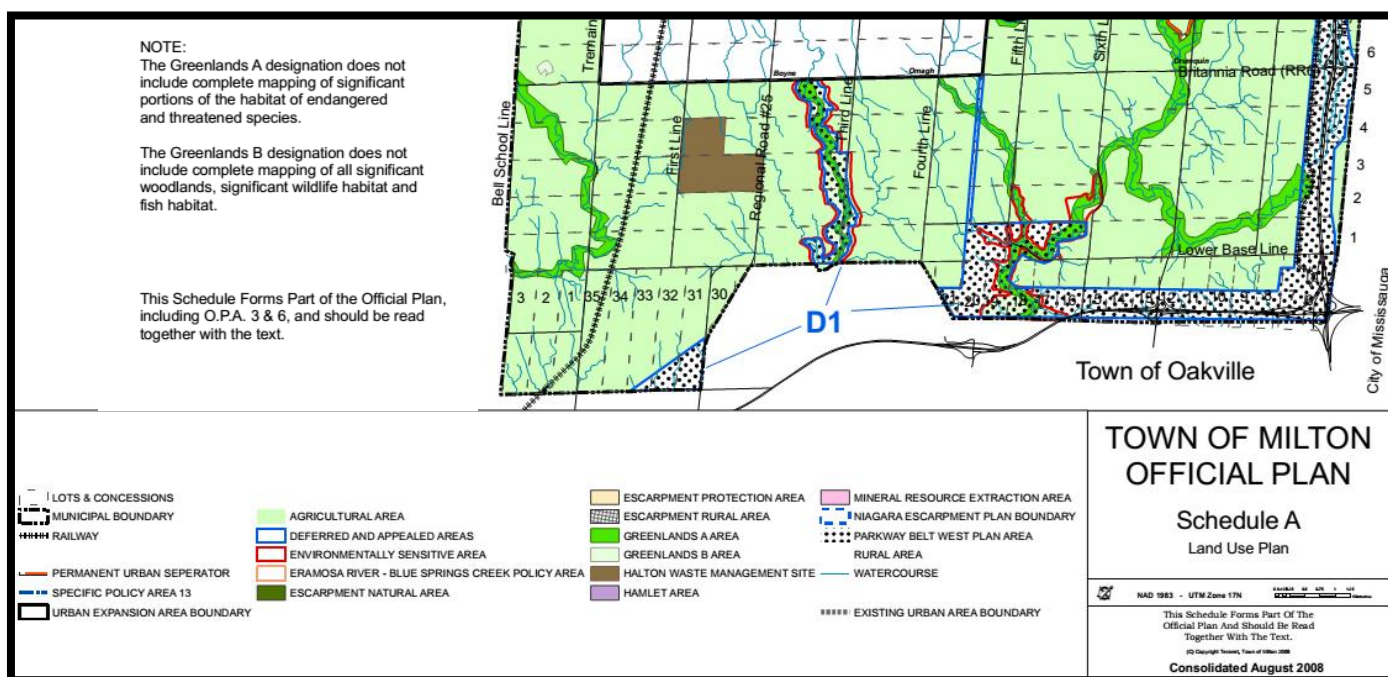 NOTE:
The Greenlands A designation does not
include complete mapping of significant
portions of the habitat of endangered
and threatened species.
The Greenlands B designation does not
include complete mapping of all significant
woodlands, significant wildlife habitat and
fish habitat.
This Schedule Forms Part of the Official Plan,
including O.P.A. 3 & 6, and should be read
together with the text.
Bell School Line
Tremain
First Line
Regional Road #25
Boyne
Third Line
Omagh
Fourth Line
Fifth Li
Sixth L
Drumquin
Britannia Road (RR6)
Lower Base Line
6
5
4
3
2
1
3 2 1 35 34 33 32 31 30
D1
Town of Oakville
City of Mississauga
LOTS & CONCESSIONS
MUNICIPAL BOUNDARY
RAILWAY
PERMANENT URBAN SEPERATOR
SPECIFIC POLICY AREA 13
URBAN EXPANSION AREA BOUNDARY
AGRICULTURAL AREA
DEFERRED AND APPEALED AREAS
ENVIRONMENTALLY SENSITIVE AREA
ERAMOSA RIVER - BLUE SPRINGS CREEK POLICY AREA
ESCARPMENT NATURAL AREA
ESCARPMENT PROTECTION AREA
ESCARPMENT RURAL AREA
GREENLANDS A AREA
GREENLANDS B AREA
HALTON WASTE MANAGEMENT SITE
HAMLET AREA
MINERAL RESOURCE EXTRACTION AREA
NIAGARA ESCARPMENT PLAN BOUNDARY
PARKWAY BELT WEST PLAN AREA
RURAL AREA
WATERCOURSE
EXISTING URBAN AREA BOUNDARY
TOWN OF MILTON
OFFICIAL PLAN
Schedule A
Land Use Plan
NAD 1983 - UTM Zone 17N
This Schedule Forms Part Of The
Official Plan And Should Be Read
Together With The Text.
(C) Copyright Teranet, Town of Milton 2008
Consolidated August 2008